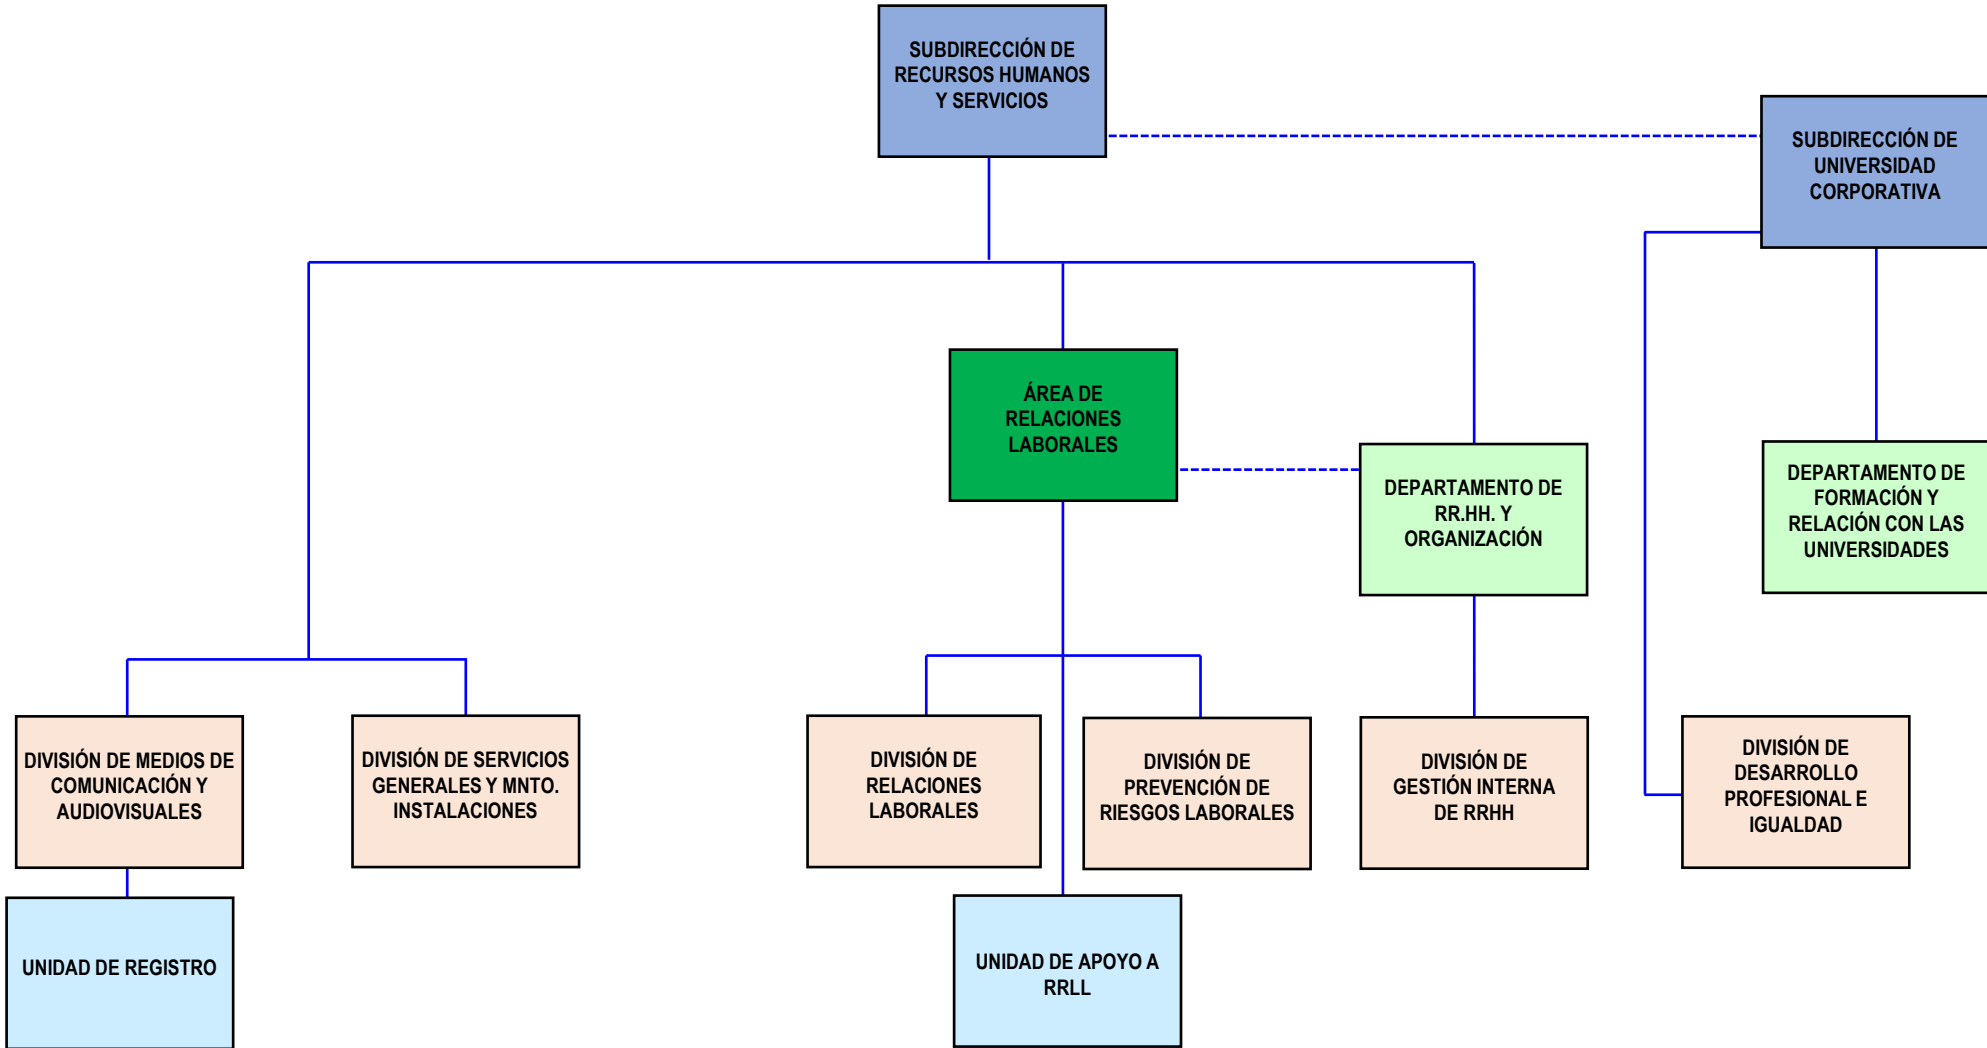 SUBDIRECCIÓN DE
RECURSOS HUMANOS
Y SERVICIOS
SUBDIRECCIÓN DE
UNIVERSIDAD
CORPORATIVA
ÁREA DE
RELACIONES
LABORALES
DEPARTAMENTO DE
RR.HH. Y
ORGANIZACIÓN
DEPARTAMENTO DE
FORMACIÓN Y
RELACIÓN CON LAS
UNIVERSIDADES
DIVISIÓN DE MEDIOS DE
COMUNICACIÓN Y
AUDIOVISUALES
DIVISIÓN DE SERVICIOS
GENERALES Y MNTO.
INSTALACIONES
DIVISIÓN DE
RELACIONES
LABORALES
DIVISIÓN DE
PREVENCIÓN DE
RIESGOS LABORALES
DIVISIÓN DE
GESTIÓN INTERNA
DE RRHH
DIVISIÓN DE
DESARROLLO
PROFESIONAL E
IGUALDAD
UNIDAD DE REGISTRO
UNIDAD DE APOYO A
RRLL